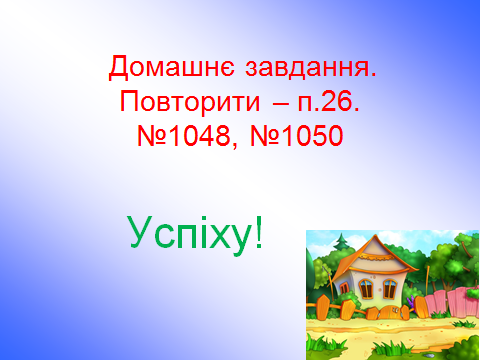 Домашнє завдання.
Повторити – п.26.
№1048, №1050
Успіху!